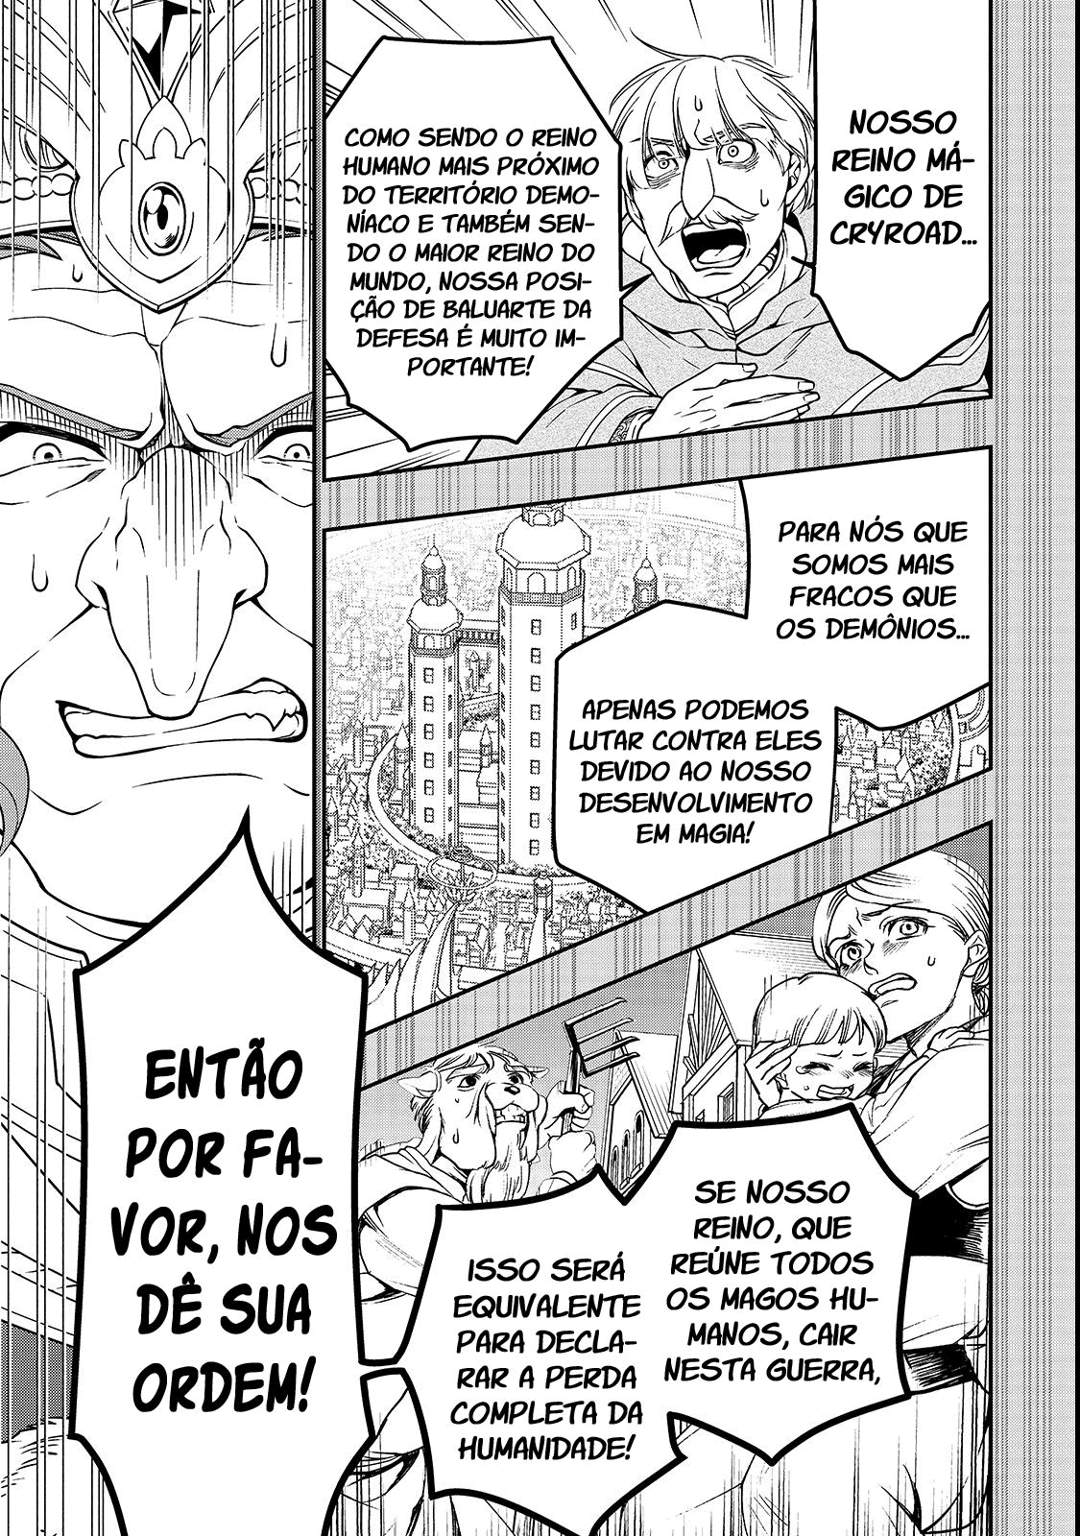 NOSSO
REINO MÁ-
GICO DE
CRYROAD...
COMO SENDO O REINO
HUMANO MAIS PRÓXIMO
DO TERRITÓRIO DEMO-
NÍACO E TAMBÉM SEN-
DO O MAIOR REINO DO
MUNDO, NOSSA POSI-
ÇÃO DE BALUARTE DA
DEFESA É MUITO IM-
PORTANTE!
PARA NÓS QUE
SOMOS MAIS
FRACOS QUE
OS DEMÔNIOS...
APENAS PODEMOS
LUTAR CONTRA ELES
DEVIDO AO NOSSO
DESENVOLVIMENTO
EM MAGIA!
SE NOSSO
REINO, QUE
REÚNE TODOS
OS MAGOS HU-
MANOS, CAIR
NESTA GUERRA,
ISSO SERÁ
EQUIVALENTE
PARA DECLA-
RAR A PERDA
COMPLETA DA
HUMANIDADE!
ENTÃO
POR FA-
VOR, NOS
DÊ SUA
ORDEM!